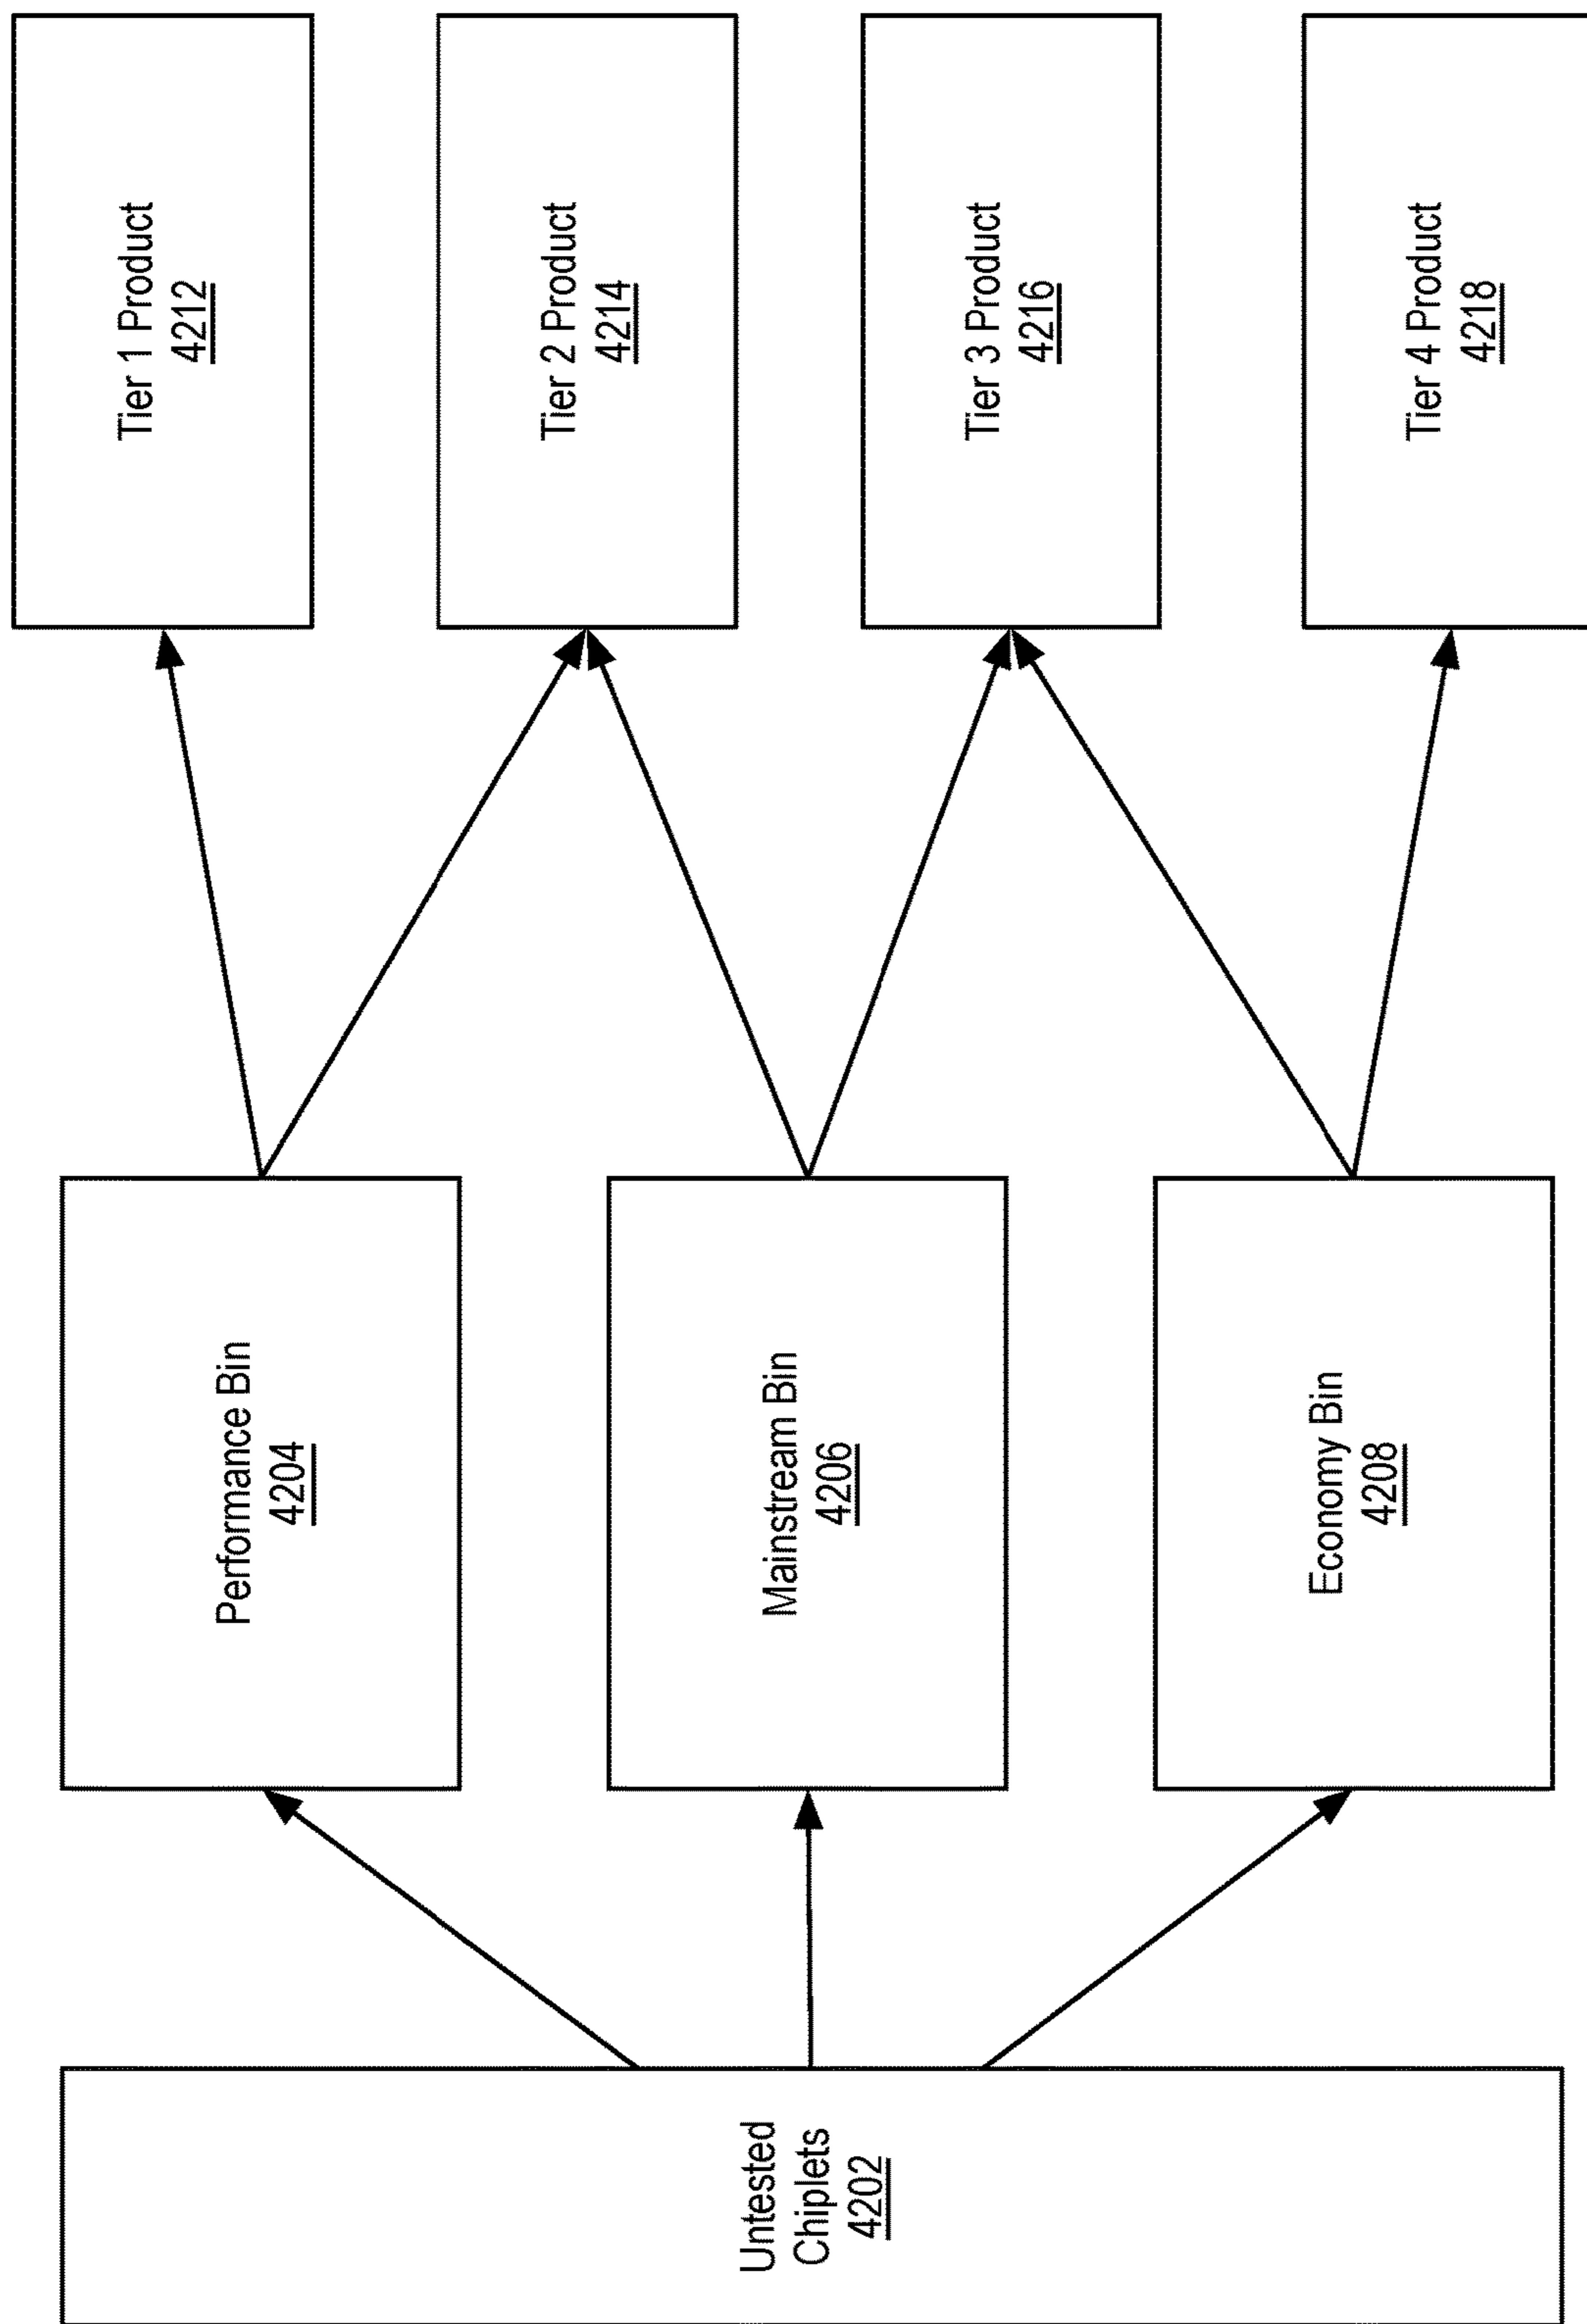 Untested
Chiplets
4202
Performance Bin
4204
Mainstream Bin
4206
Economy Bin
4208
Tier 1 Product
4212
Tier 2 Product
4214
Tier 3 Product
4216
Tier 4 Product
4218